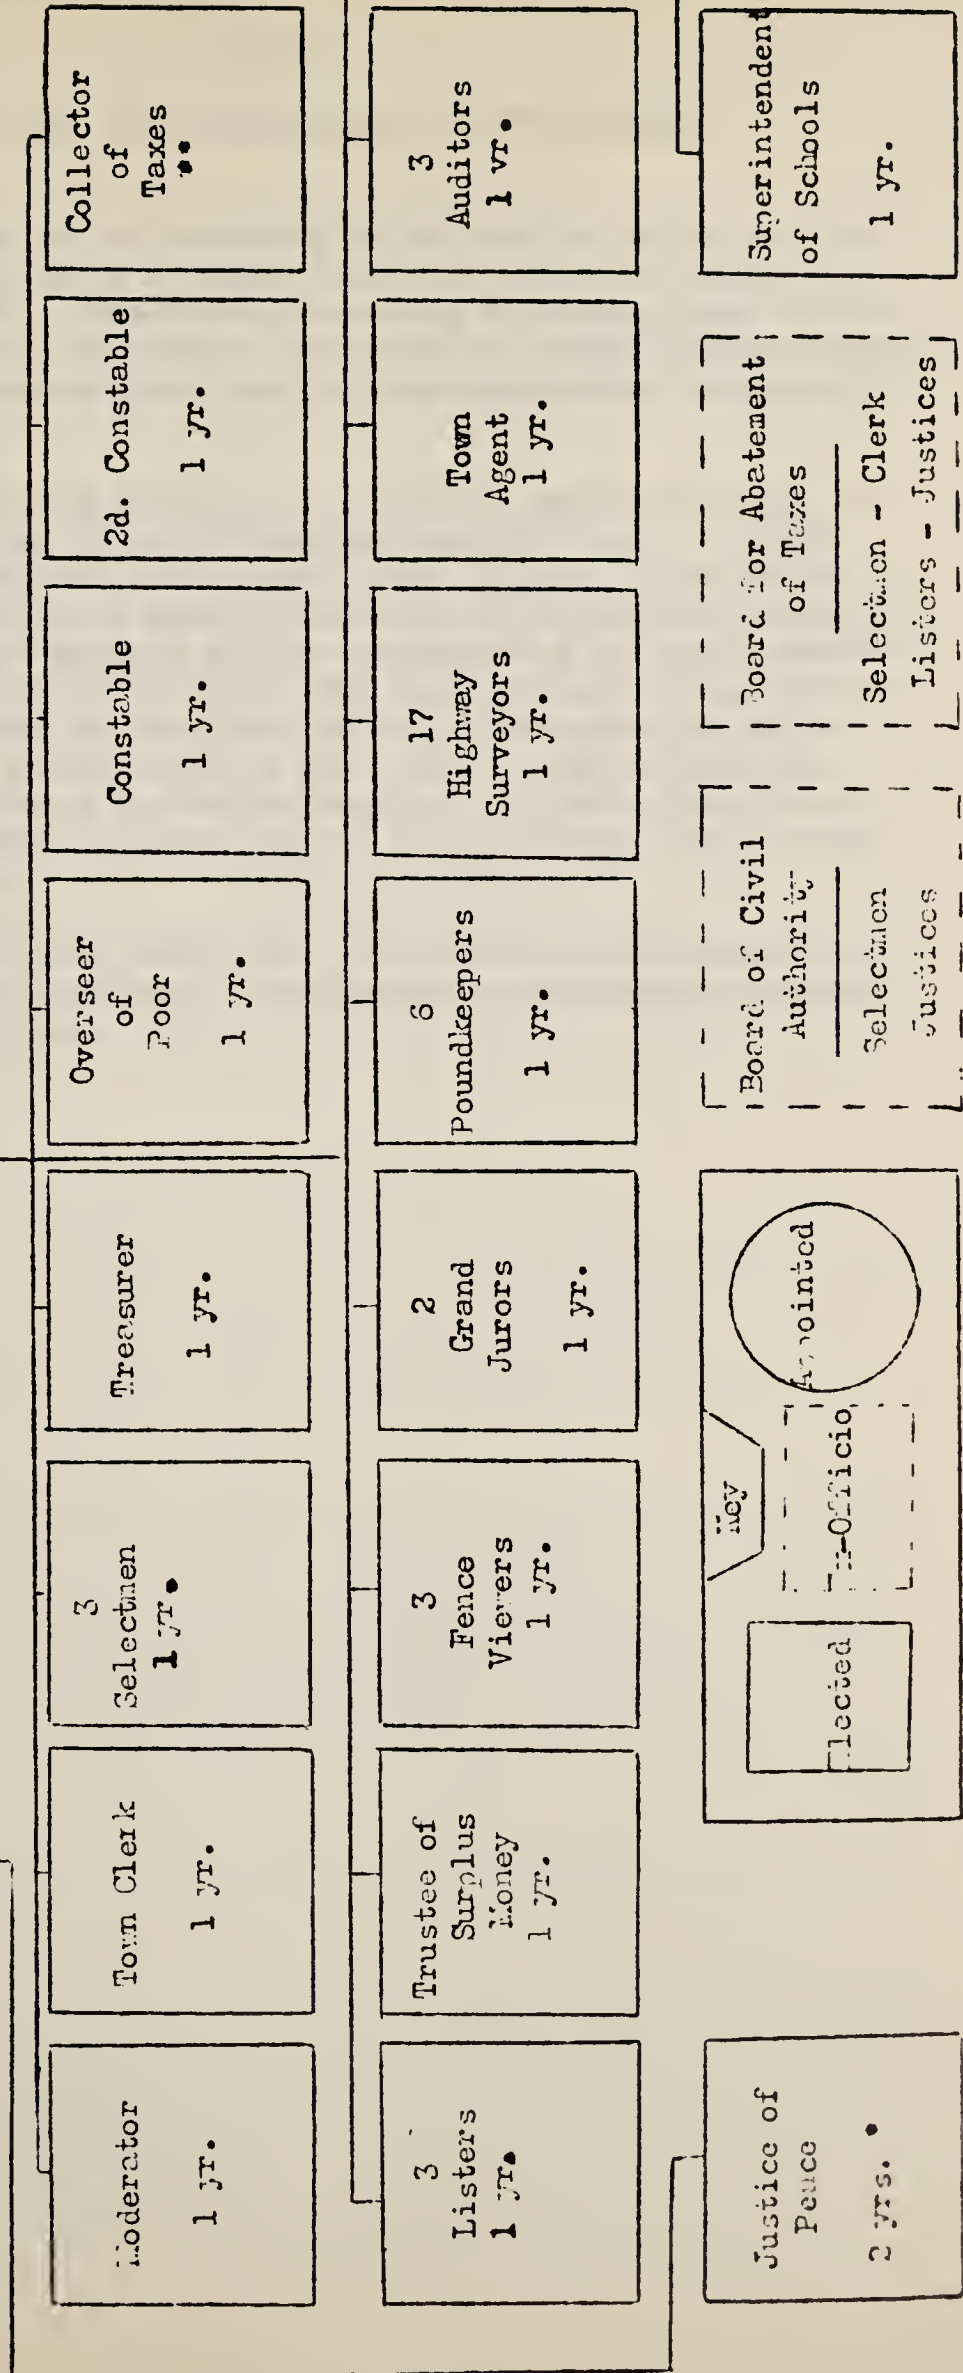 Moderator
1 yr.
Town Clerk
1 yr.
3
Selectmen
1 yr.
Treasurer
1 yr.
Overseer
of
Poor
1 yr.
Constable
1 yr.
2d. Constable
1 yr.
Collector
of
Taxes
**
3
Listers
1 yr.
Trustee of
Surplus
Money
1 yr.
3
Fence
Viewers
1 yr.
2
Grand
Jurors
1 yr.
6
Poundkeepers
1 yr.
17
Highway
Surveyors
1 yr.
Town
Agent
1 yr.
3
Auditors
1 yr.
Justice of
Peace
2 yrs. *
Key
Elected
Ex-Officio
Appointed
Board of Civil
Authority
Selectmen
Justices
Board for Abatement
of Taxes
Selectmen - Clerk
Listers - Justices
Superintendent
of Schools
1 yr.